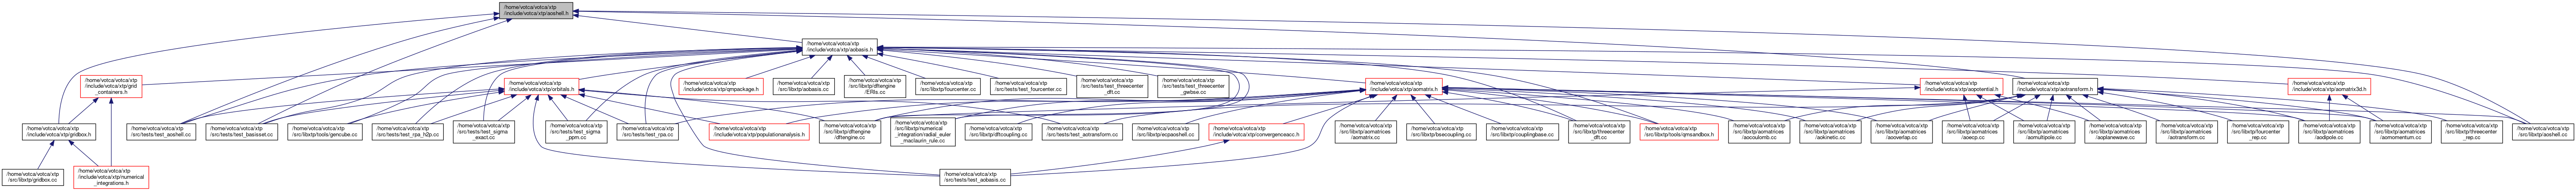 /home/votca/votca/xtp
/include/votca/xtp/aoshell.h
/home/votca/votca/xtp
/include/votca/xtp/aobasis.h
/home/votca/votca/xtp
/include/votca/xtp/grid
_containers.h
/home/votca/votca/xtp
/include/votca/xtp/orbitals.h
/home/votca/votca/xtp
/include/votca/xtp/qmpackage.h
/home/votca/votca/xtp
/src/libxtp/aobasis.cc
/home/votca/votca/xtp
/src/libxtp/dftengine
/ERIs.cc
/home/votca/votca/xtp
/src/libxtp/fourcenter.cc
/home/votca/votca/xtp
/src/tests/test_fourcenter.cc
/home/votca/votca/xtp
/src/tests/test_threecenter
_dft.cc
/home/votca/votca/xtp
/src/tests/test_threecenter
_gwbse.cc
/home/votca/votca/xtp
/include/votca/xtp/aomatrix.h
/home/votca/votca/xtp
/include/votca/xtp/aopotential.h
/home/votca/votca/xtp
/include/votca/xtp/aotransform.h
/home/votca/votca/xtp
/include/votca/xtp/aomatrix3d.h
/home/votca/votca/xtp
/include/votca/xtp/gridbox.h
/home/votca/votca/xtp
/src/tests/test_aoshell.cc
/home/votca/votca/xtp
/src/tests/test_basisset.cc
/home/votca/votca/xtp
/src/libxtp/tools/gencube.cc
/home/votca/votca/xtp
/src/tests/test_rpa_h2p.cc
/home/votca/votca/xtp
/src/tests/test_sigma
_exact.cc
/home/votca/votca/xtp
/src/tests/test_sigma
_ppm.cc
/home/votca/votca/xtp
/src/tests/test_rpa.cc
/home/votca/votca/xtp
/include/votca/xtp/populationanalysis.h
/home/votca/votca/xtp
/src/libxtp/dftengine
/dftengine.cc
/home/votca/votca/xtp
/src/libxtp/numerical
_integration/radial_euler
_maclaurin_rule.cc
/home/votca/votca/xtp
/src/libxtp/dftcoupling.cc
/home/votca/votca/xtp
/src/tests/test_aotransform.cc
/home/votca/votca/xtp
/src/libxtp/ecpaoshell.cc
/home/votca/votca/xtp
/include/votca/xtp/convergenceacc.h
/home/votca/votca/xtp
/src/libxtp/aomatrices
/aomatrix.cc
/home/votca/votca/xtp
/src/libxtp/bsecoupling.cc
/home/votca/votca/xtp
/src/libxtp/couplingbase.cc
/home/votca/votca/xtp
/src/libxtp/threecenter
_dft.cc
/home/votca/votca/xtp
/src/libxtp/tools/qmsandbox.h
/home/votca/votca/xtp
/src/libxtp/aomatrices
/aocoulomb.cc
/home/votca/votca/xtp
/src/libxtp/aomatrices
/aokinetic.cc
/home/votca/votca/xtp
/src/libxtp/aomatrices
/aooverlap.cc
/home/votca/votca/xtp
/src/libxtp/aomatrices
/aoecp.cc
/home/votca/votca/xtp
/src/libxtp/aomatrices
/aomultipole.cc
/home/votca/votca/xtp
/src/libxtp/aomatrices
/aoplanewave.cc
/home/votca/votca/xtp
/src/libxtp/aomatrices
/aotransform.cc
/home/votca/votca/xtp
/src/libxtp/fourcenter
_rep.cc
/home/votca/votca/xtp
/src/libxtp/aomatrices
/aodipole.cc
/home/votca/votca/xtp
/src/libxtp/aomatrices
/aomomentum.cc
/home/votca/votca/xtp
/src/libxtp/threecenter
_rep.cc
/home/votca/votca/xtp
/src/libxtp/aoshell.cc
/home/votca/votca/xtp
/src/libxtp/gridbox.cc
/home/votca/votca/xtp
/include/votca/xtp/numerical
_integrations.h
/home/votca/votca/xtp
/src/tests/test_aobasis.cc